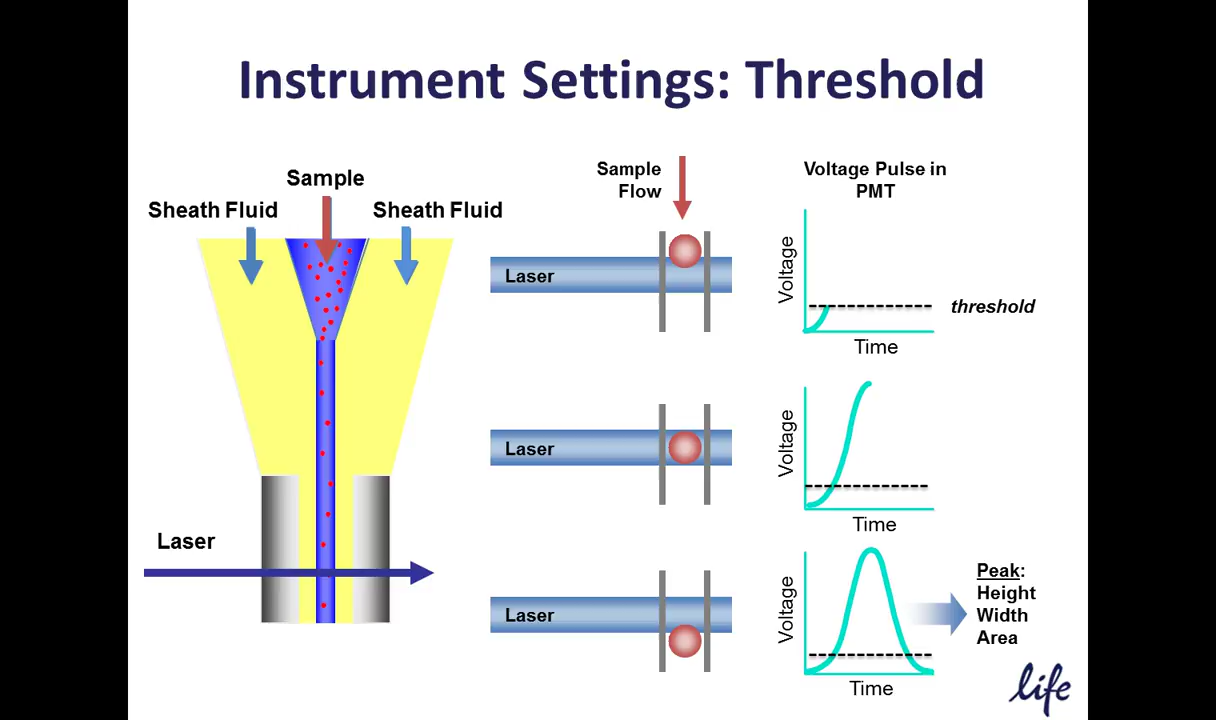 Instrument Settings: Threshold
Sample
Sheath Fluid
Sheath Fluid
Laser
Sample
Flow
Laser
Laser
Laser
Voltage Pulse in
PMT
Voltage
threshold
Time
Voltage
Time
Voltage
Time
Peak:
Height
Width
Area
life